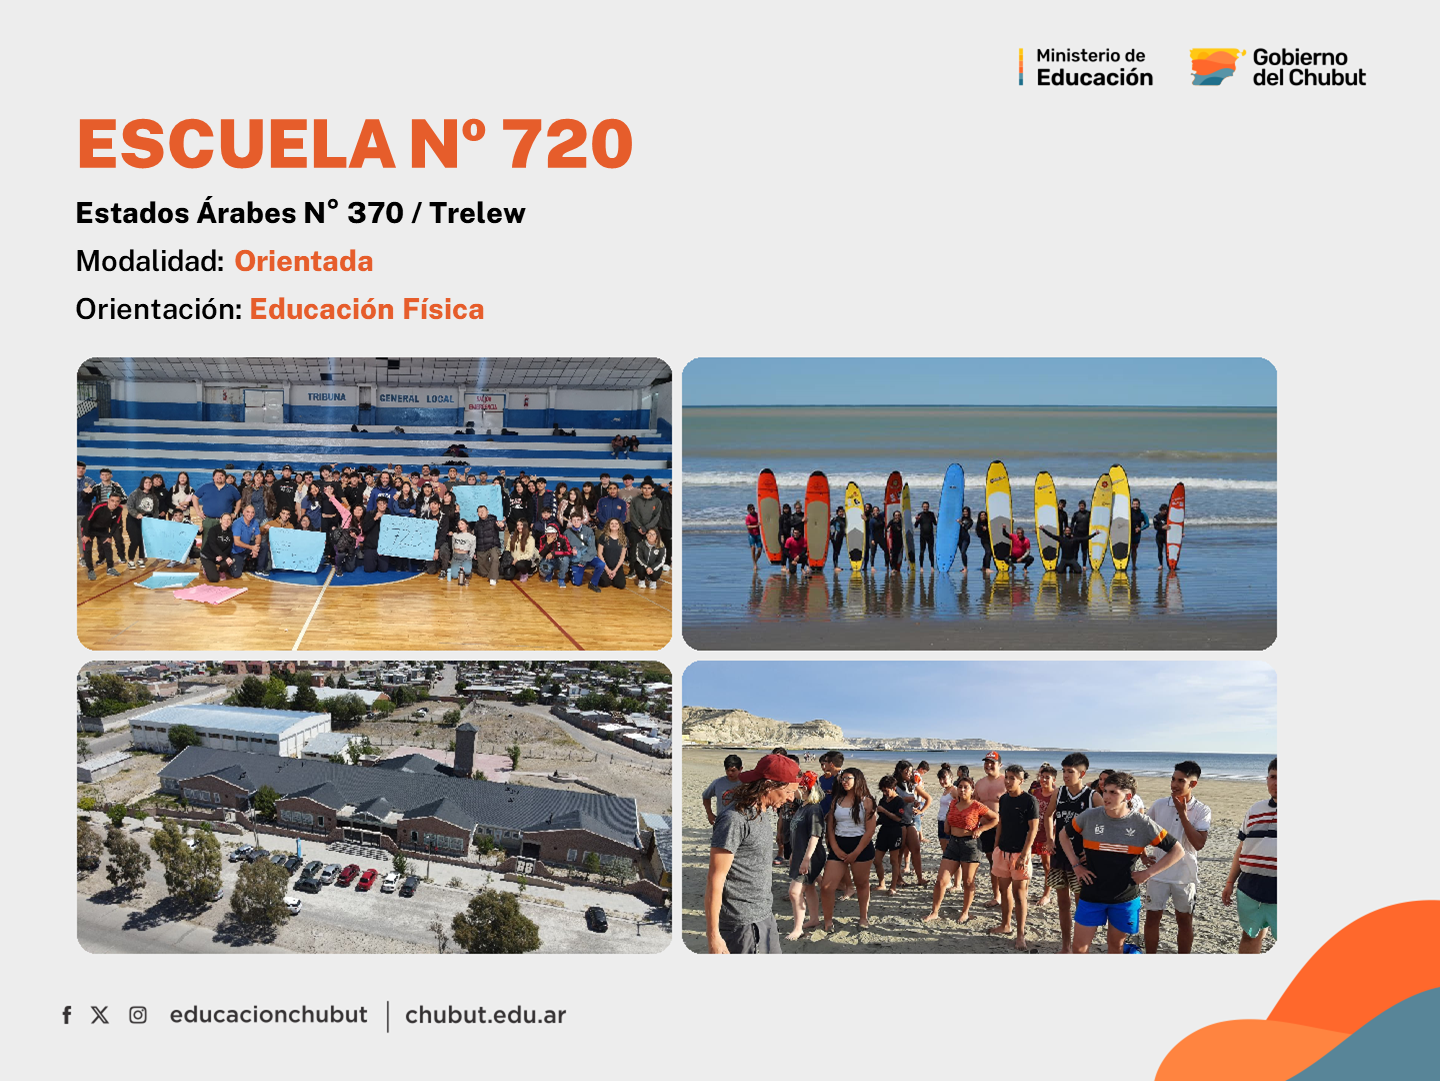 Ministerio de
Educación
Gobierno
del Chubut
ESCUELA Nº 720
Estados Árabes N° 370 / Trelew
Modalidad: Orientada
Orientación: Educación Física
TRIBUNA
GENERAL LOCAL
educacionchubut
chubut.edu.ar